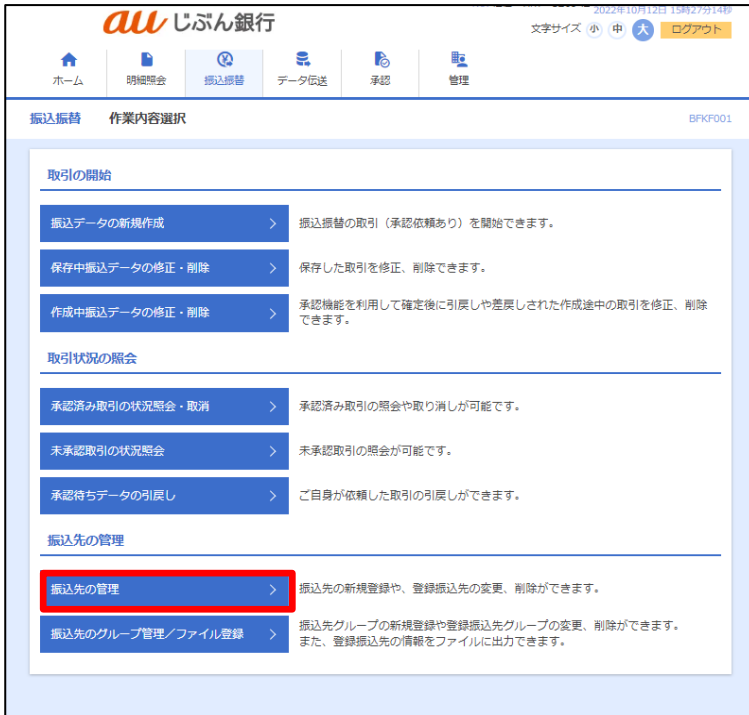 2022年10月12日 15時27分14秒
au じぶん銀行
文字サイズ 小 中 大 ログアウト
ホーム 明細照会 振込振替 データ伝送 承認 管理
振込振替 作業内容選択 BFKF001
取引の開始
振込データの新規作成 振込振替の取引（承認依頼あり）を開始できます。
保存中振込データの修正・削除 保存した取引を修正、削除できます。
作成中振込データの修正・削除 承認機能を利用して確定後に引戻しや差戻しされた作成途中の取引を修正、削除
できます。
取引状況の照会
承認済み取引の状況照会・取消 承認済み取引の照会や取り消しが可能です。
未承認取引の状況照会 未承認取引の照会が可能です。
承認待ちデータの引戻し ご自身が依頼した取引の引戻しができます。
振込先の管理
振込先の管理 振込先の新規登録や、登録振込先の変更、削除ができます。
振込先のグループ管理／ファイル登録 振込先グループの新規登録や登録振込先グループの変更、削除ができます。
また、登録振込先の情報をファイルに出力できます。